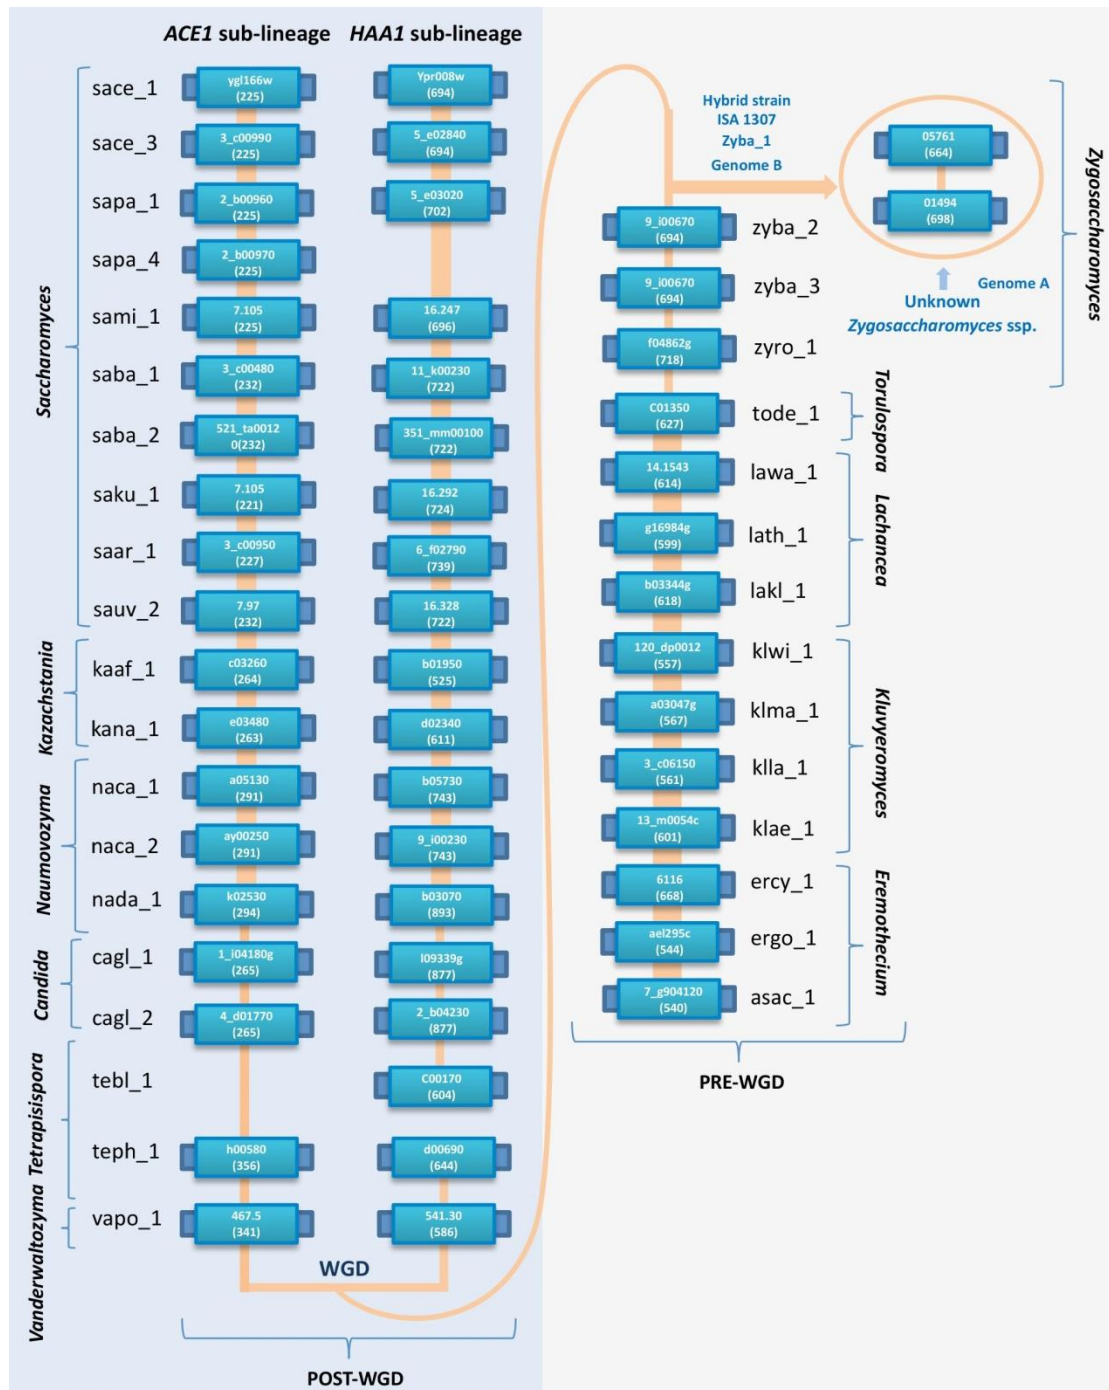 ACE1 sub-lineage HAA1 sub-lineage
sace_1
ygl166w
(225)
Ypr008w
(694)
sace_3
3_c00990
(225)
5_e02840
(694)
sapa_1
2_b00960
(225)
5_e03020
(702)
sapa_4
2_b00970
(225)
sami_1
7.105
(225)
16.247
(696)
saba_1
3_c00480
(232)
11_k00230
(722)
saba_2
521_ta0012
0(232)
351_mm00100
(722)
saku_1
7.105
(221)
16.292
(724)
saar_1
3_c00950
(227)
6_f02790
(739)
sauv_2
7.97
(232)
16.328
(722)
Saccharomyces
kaaf_1
c03260
(264)
b01950
(525)
kana_1
e03480
(263)
d02340
(611)
Kazachstania
naca_1
a05130
(291)
b05730
(743)
naca_2
ay00250
(291)
9_i00230
(743)
nada_1
k02530
(294)
b03070
(893)
Naumovozyma
cagl_1
1_i04180g
(265)
l09339g
(877)
cagl_2
4_d01770
(265)
2_b04230
(877)
Candida
tebl_1
C00170
(604)
teph_1
h00580
(356)
d00690
(644)
Tetrapisispora
vapo_1
467.5
(341)
541.30
(586)
Vanderwaltozyma
WGD
POST-WGD
Hybrid strain
ISA 1307
Zyba_1
Genome B
05761
(664)
01494
(698)
Genome A
Unknown
Zygosaccharomyces ssp.
9_i00670
(694)
zyba_2
9_i00670
(694)
zyba_3
f04862g
(718)
zyro_1
Zygosaccharomyces
C01350
(627)
tode_1
Torulospora
14.1543
(614)
lawa_1
g16984g
(599)
lath_1
b03344g
(618)
lakl_1
Lachancea
120_dp0012
(557)
klwi_1
a03047g
(567)
klma_1
3_c06150
(561)
klla_1
13_m0054c
(601)
klae_1
Kluvyeromyces
6116
(668)
ercy_1
ael295c
(544)
ergo_1
7_g904120
(540)
asac_1
Eremothecium
PRE-WGD